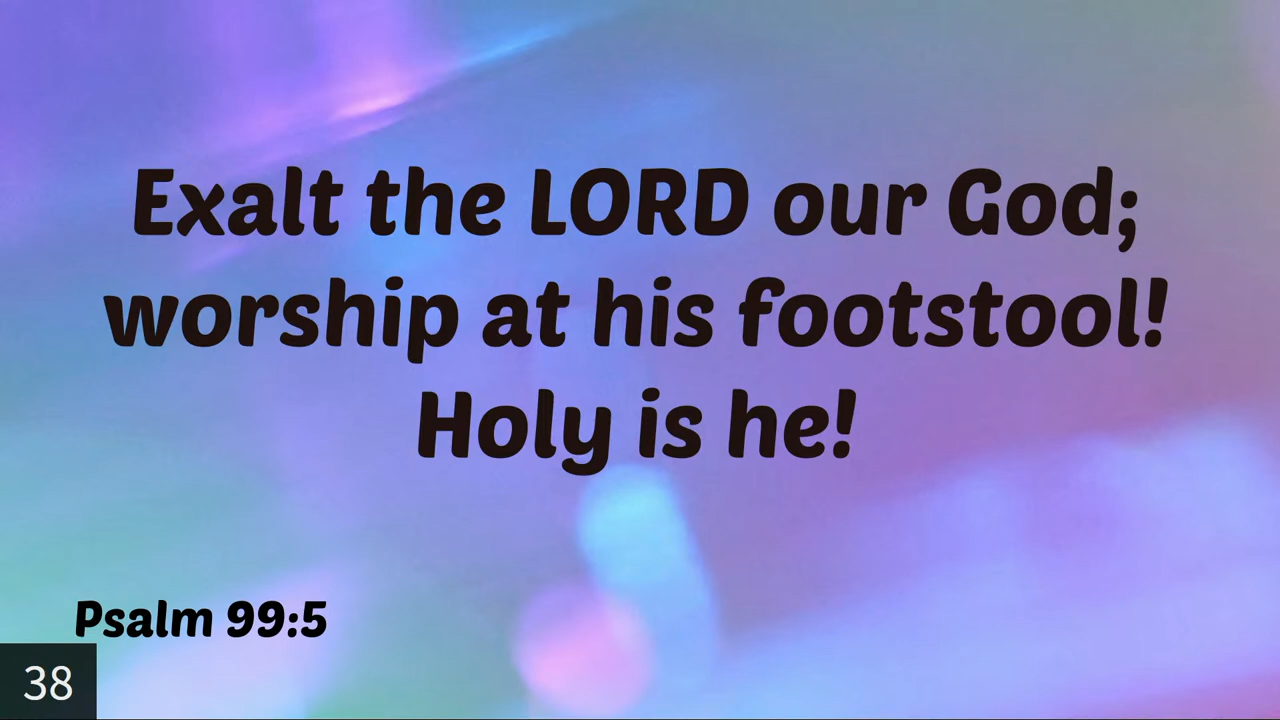 Exalt the LORD our God;
worship at his footstool!
Holy is he!
Psalm 99:5
38